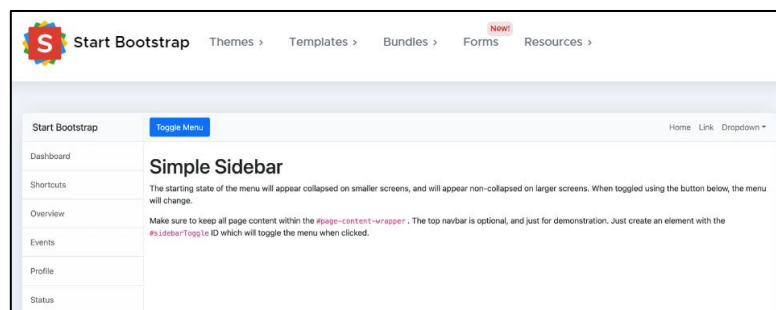 New!
S Start Bootstrap Themes › Templates › Bundles › Forms Resources ›
Start Bootstrap Toggle Menu Home Link Dropdown
Dashboard
Simple Sidebar
Shortcuts
The starting state of the menu will appear collapsed on smaller screens, and will appear non-collapsed on larger screens. When toggled using the button below, the menu
will change.
Overview
Make sure to keep all page content within the #page-content-wrapper . The top navbar is optional, and just for demonstration. Just create an element with the
#sidebarToggle ID which will toggle the menu when clicked.
Events
Profile
Status